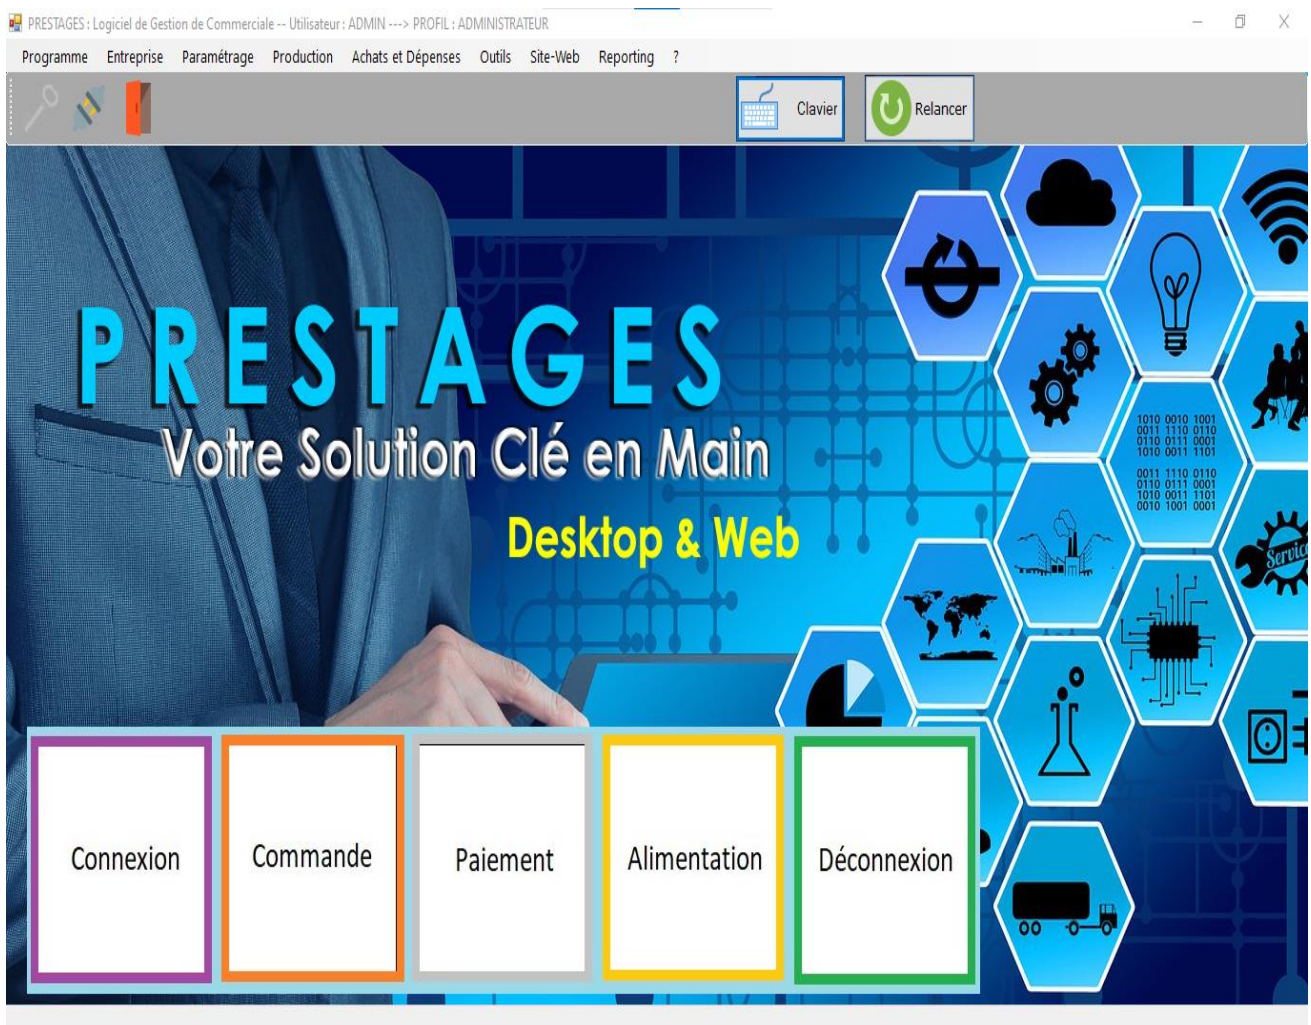 PRESTAGES : Logiciel de Gestion de Commerciale -- Utilisateur : ADMIN ---> PROFIL : ADMINISTRATEUR
Programme Entreprise Paramétrage Production Achats et Dépenses Outils Site-Web Reporting ?
Clavier Relancer
PRESTAGES
Votre Solution Clé en Main
Desktop & Web
1010 0010 1001
0011 1110 0110
0110 0111 0001
1010 0011 1101
0011 1110 0110
0110 0111 0001
1010 0011 1101
0010 1001 0001
Service
Connexion Commande Paiement Alimentation Déconnexion